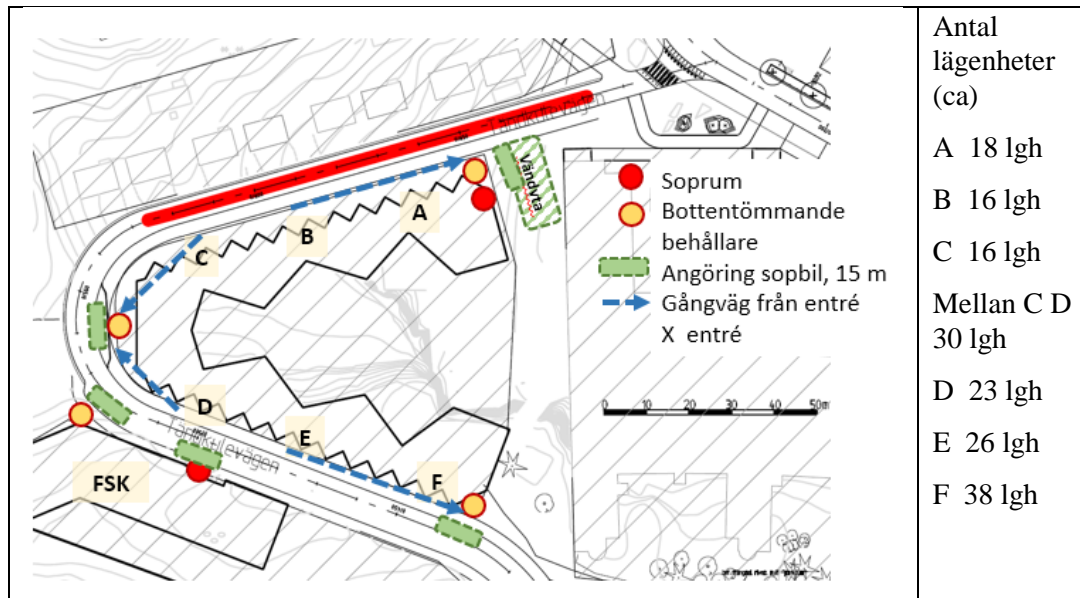 Vändyta
A
B
C
D
E
F
FSK
Soprum
Bottentömmande
behållare
Angöring sopbil, 15 m
Gångväg från entré
X entré
0 10 20 30 40 50m
Antal
lägenheter
(ca)
A 18 lgh
B 16 lgh
C 16 lgh
Mellan C D
30 lgh
D 23 lgh
E 26 lgh
F 38 lgh